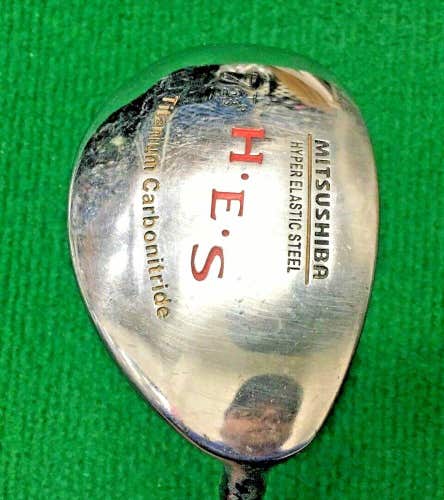 MITSUSHIBA
HYPER ELASTIC STEEL
H·E·S
Titanium Carbonitride